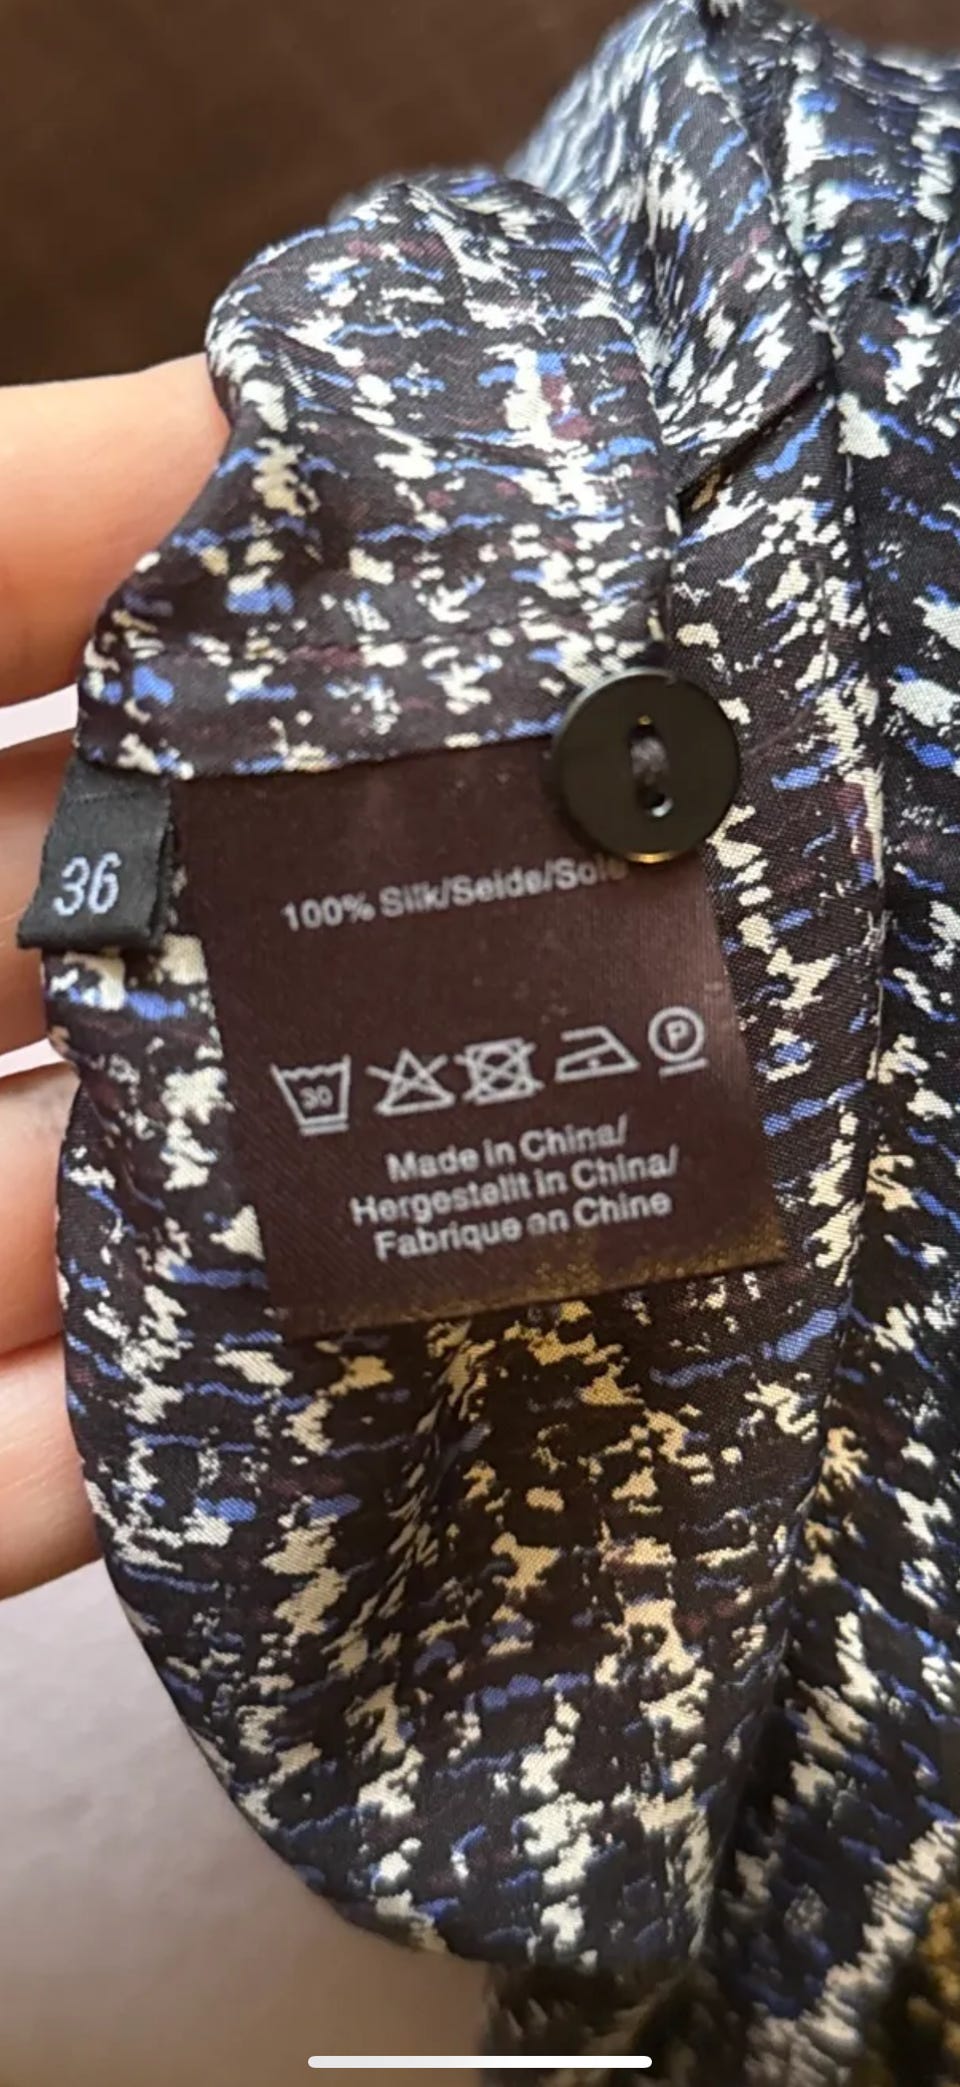 36
100% Silk/Seide/Soie
30
P
Made in China/
Hergestellt in China/
Fabrique en Chine